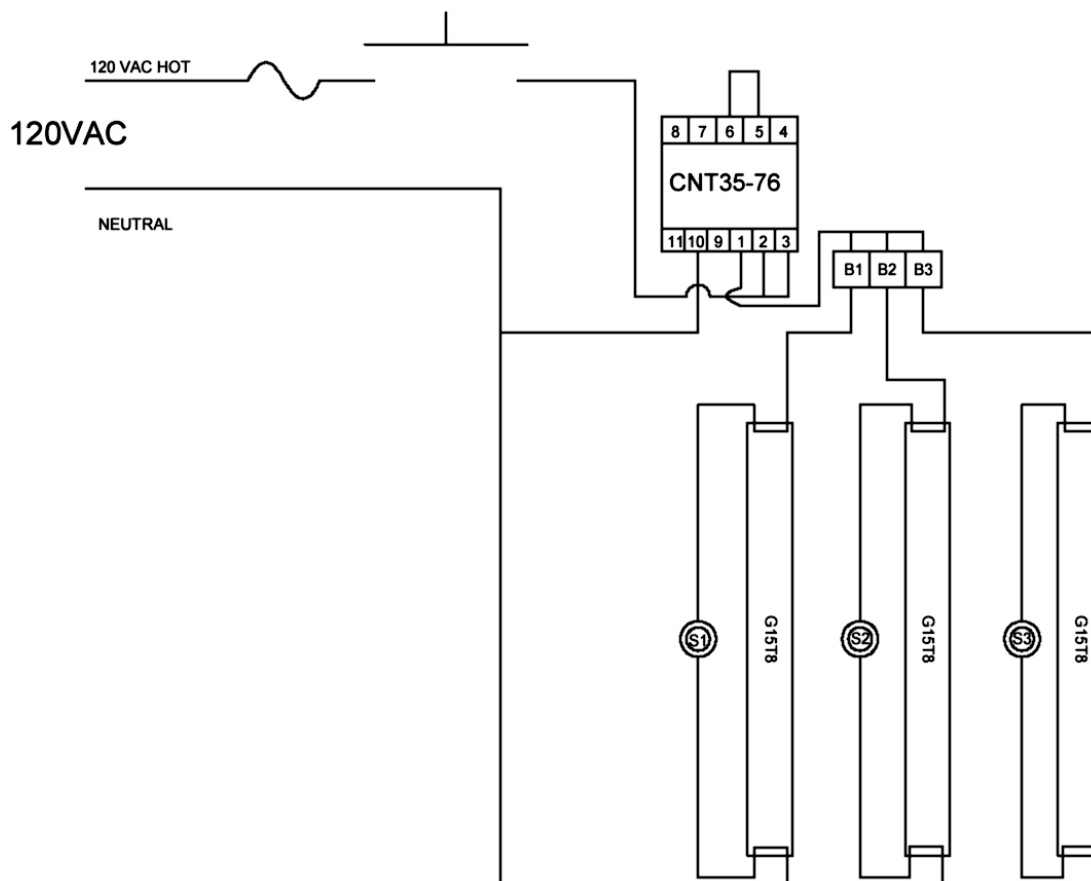 120 VAC HOT
120VAC
NEUTRAL
8 7 6 5 4
CNT35-76
11 10 9 1 2 3
B1 B2 B3
S1
G15T8
S2
G15T8
S3
G15T8